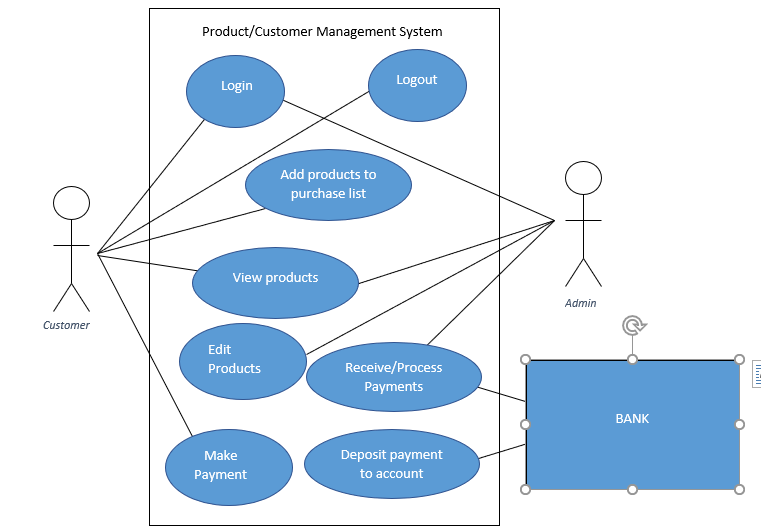 Product/Customer Management System
Login
Logout
Add products to
purchase list
View products
Customer
Admin
Edit
Products
Receive/Process
Payments
BANK
Make
Payment
Deposit payment
to account